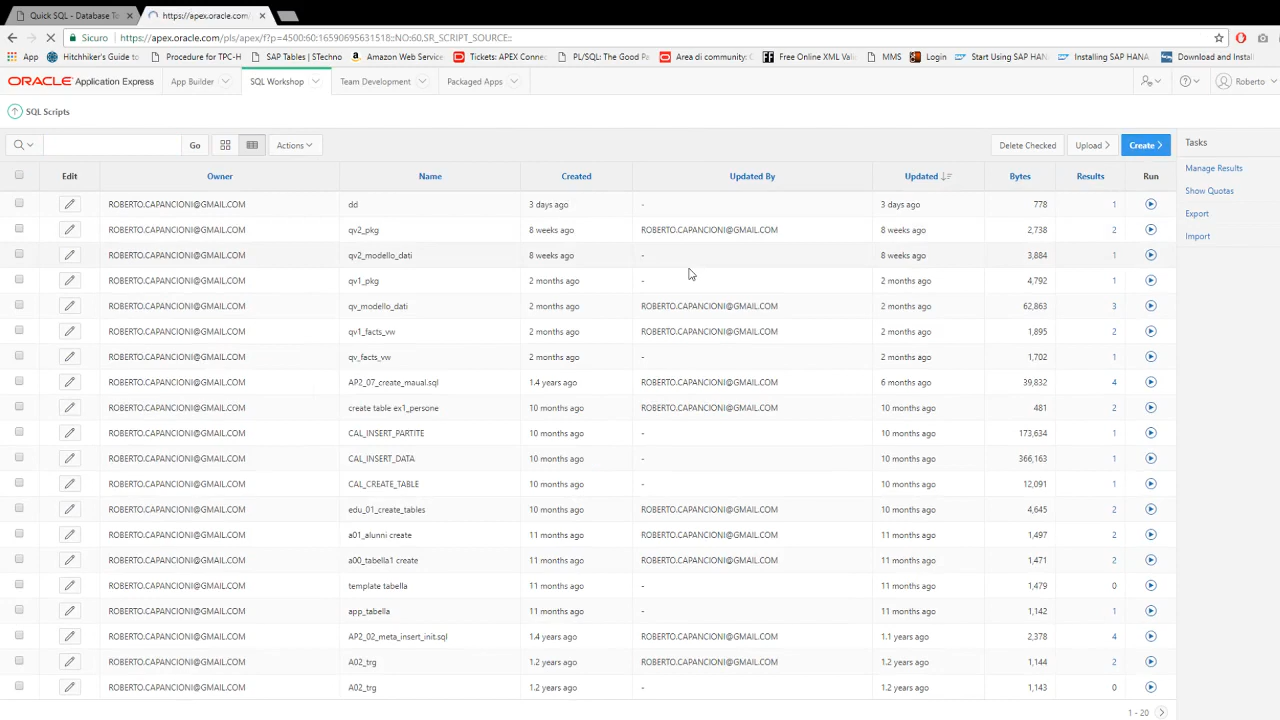 Quick SQL - Database To
https://apex.oracle.com/
Sicuro https://apex.oracle.com/pls/apex/f?p=4500:60:16590695631518::NO:60,SR_SCRIPT_SOURCE::
App Hitchhiker's Guide to Procedure for TPC-H SAP Tables | STechno Amazon Web Service Tickets: APEX Connec PL/SQL: The Good Pa Area di community: C Free Online XML Vali MMS Login Start Using SAP HAN Installing SAP HANA Download and Install
ORACLE Application Express App Builder SQL Workshop Team Development Packaged Apps Roberto
SQL Scripts
Go Actions Delete Checked Upload Create Tasks
Edit Owner Name Created Updated By Updated Bytes Results Run Manage Results
Show Quotas
ROBERTO.CAPANCIONI@GMAIL.COM dd 3 days ago - 3 days ago 778 1
Export
ROBERTO.CAPANCIONI@GMAIL.COM qv2_pkg 8 weeks ago ROBERTO.CAPANCIONI@GMAIL.COM 8 weeks ago 2,738 2
Import
ROBERTO.CAPANCIONI@GMAIL.COM qv2_modello_dati 8 weeks ago - 8 weeks ago 3,884 1
ROBERTO.CAPANCIONI@GMAIL.COM qv1_pkg 2 months ago - 2 months ago 4,792 1
ROBERTO.CAPANCIONI@GMAIL.COM qv_modello_dati 2 months ago ROBERTO.CAPANCIONI@GMAIL.COM 2 months ago 62,863 3
ROBERTO.CAPANCIONI@GMAIL.COM qv1_facts_vw 2 months ago ROBERTO.CAPANCIONI@GMAIL.COM 2 months ago 1,895 2
ROBERTO.CAPANCIONI@GMAIL.COM qv_facts_vw 2 months ago - 2 months ago 1,702 1
ROBERTO.CAPANCIONI@GMAIL.COM AP2_07_create_maual.sql 1.4 years ago ROBERTO.CAPANCIONI@GMAIL.COM 6 months ago 39,832 4
ROBERTO.CAPANCIONI@GMAIL.COM create table ex1_persone 10 months ago ROBERTO.CAPANCIONI@GMAIL.COM 10 months ago 481 2
ROBERTO.CAPANCIONI@GMAIL.COM CAL_INSERT_PARTITE 10 months ago - 10 months ago 173,634 1
ROBERTO.CAPANCIONI@GMAIL.COM CAL_INSERT_DATA 10 months ago - 10 months ago 366,163 1
ROBERTO.CAPANCIONI@GMAIL.COM CAL_CREATE_TABLE 10 months ago - 10 months ago 12,091 1
ROBERTO.CAPANCIONI@GMAIL.COM edu_01_create_tables 10 months ago ROBERTO.CAPANCIONI@GMAIL.COM 10 months ago 4,645 2
ROBERTO.CAPANCIONI@GMAIL.COM a01_alunni create 11 months ago ROBERTO.CAPANCIONI@GMAIL.COM 11 months ago 1,497 2
ROBERTO.CAPANCIONI@GMAIL.COM a00_tabella1 create 11 months ago ROBERTO.CAPANCIONI@GMAIL.COM 11 months ago 1,471 2
ROBERTO.CAPANCIONI@GMAIL.COM template tabella 11 months ago - 11 months ago 1,479 0
ROBERTO.CAPANCIONI@GMAIL.COM app_tabella 11 months ago - 11 months ago 1,142 1
ROBERTO.CAPANCIONI@GMAIL.COM AP2_02_meta_insert_init.sql 1.4 years ago ROBERTO.CAPANCIONI@GMAIL.COM 1.1 years ago 2,378 4
ROBERTO.CAPANCIONI@GMAIL.COM A02_trg 1.2 years ago ROBERTO.CAPANCIONI@GMAIL.COM 1.2 years ago 1,144 2
ROBERTO.CAPANCIONI@GMAIL.COM A02_trg 1.2 years ago - 1.2 years ago 1,143 0
1 - 20